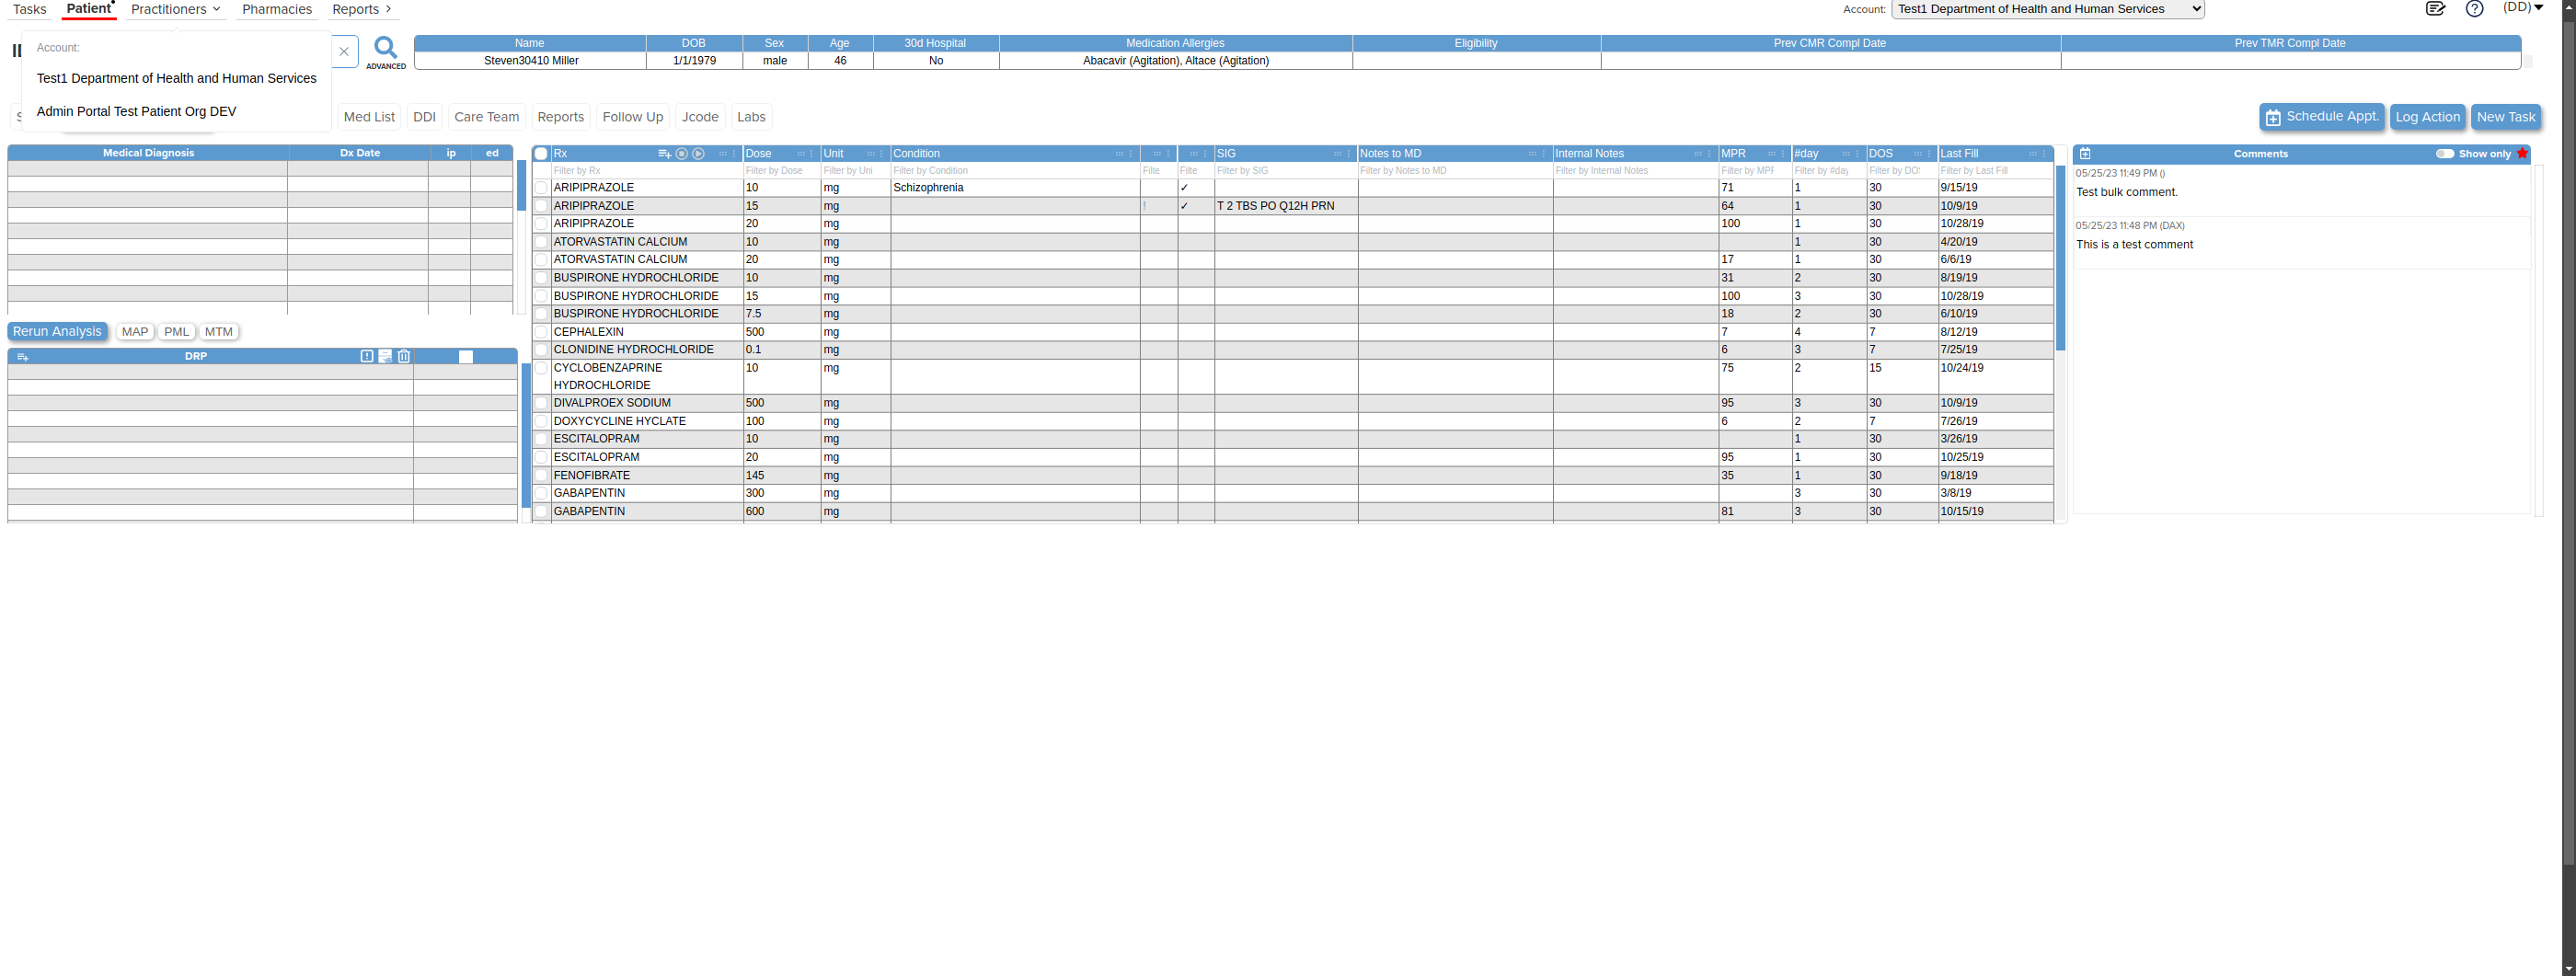 Tasks Patient Practitioners Pharmacies Reports Account: Test1 Department of Health and Human Services (DD)
Account:
Test1 Department of Health and Human Services
Admin Portal Test Patient Org DEV
ADVANCED
Name DOB Sex Age 30d Hospital Medication Allergies Eligibility Prev CMR Compl Date Prev TMR Compl Date
Steven30410 Miller 1/1/1979 male 46 No Abacavir (Agitation), Altace (Agitation)
Med List DDI Care Team Reports Follow Up Jcode Labs Schedule Appt. Log Action New Task
Medical Diagnosis Dx Date ip ed
Rerun Analysis MAP PML MTM
DRP
Rx Dose Unit Condition SIG Notes to MD Internal Notes MPR #day DOS Last Fill
Filter by Rx Filter by Dose Filter by Uni Filter by Condition Filte Filte Filter by SIG Filter by Notes to MD Filter by Internal Notes Filter by MPF Filter by #day Filter by DO Filter by Last Fill
ARIPIPRAZOLE 10 mg Schizophrenia ✓ 71 1 30 9/15/19
ARIPIPRAZOLE 15 mg ! ✓ T 2 TBS PO Q12H PRN 64 1 30 10/9/19
ARIPIPRAZOLE 20 mg 100 1 30 10/28/19
ATORVASTATIN CALCIUM 10 mg 1 30 4/20/19
ATORVASTATIN CALCIUM 20 mg 17 1 30 6/6/19
BUSPIRONE HYDROCHLORIDE 10 mg 31 2 30 8/19/19
BUSPIRONE HYDROCHLORIDE 15 mg 100 3 30 10/28/19
BUSPIRONE HYDROCHLORIDE 7.5 mg 18 2 30 6/10/19
CEPHALEXIN 500 mg 7 4 7 8/12/19
CLONIDINE HYDROCHLORIDE 0.1 mg 6 3 7 7/25/19
CYCLOBENZAPRINE 10 mg 75 2 15 10/24/19
HYDROCHLORIDE
DIVALPROEX SODIUM 500 mg 95 3 30 10/9/19
DOXYCYCLINE HYCLATE 100 mg 6 2 7 7/26/19
ESCITALOPRAM 10 mg 1 30 3/26/19
ESCITALOPRAM 20 mg 95 1 30 10/25/19
FENOFIBRATE 145 mg 35 1 30 9/18/19
GABAPENTIN 300 mg 3 30 3/8/19
GABAPENTIN 600 mg 81 3 30 10/15/19
Comments Show only
05/25/23 11:49 PM ()
Test bulk comment.
05/25/23 11:48 PM (DAX)
This is a test comment